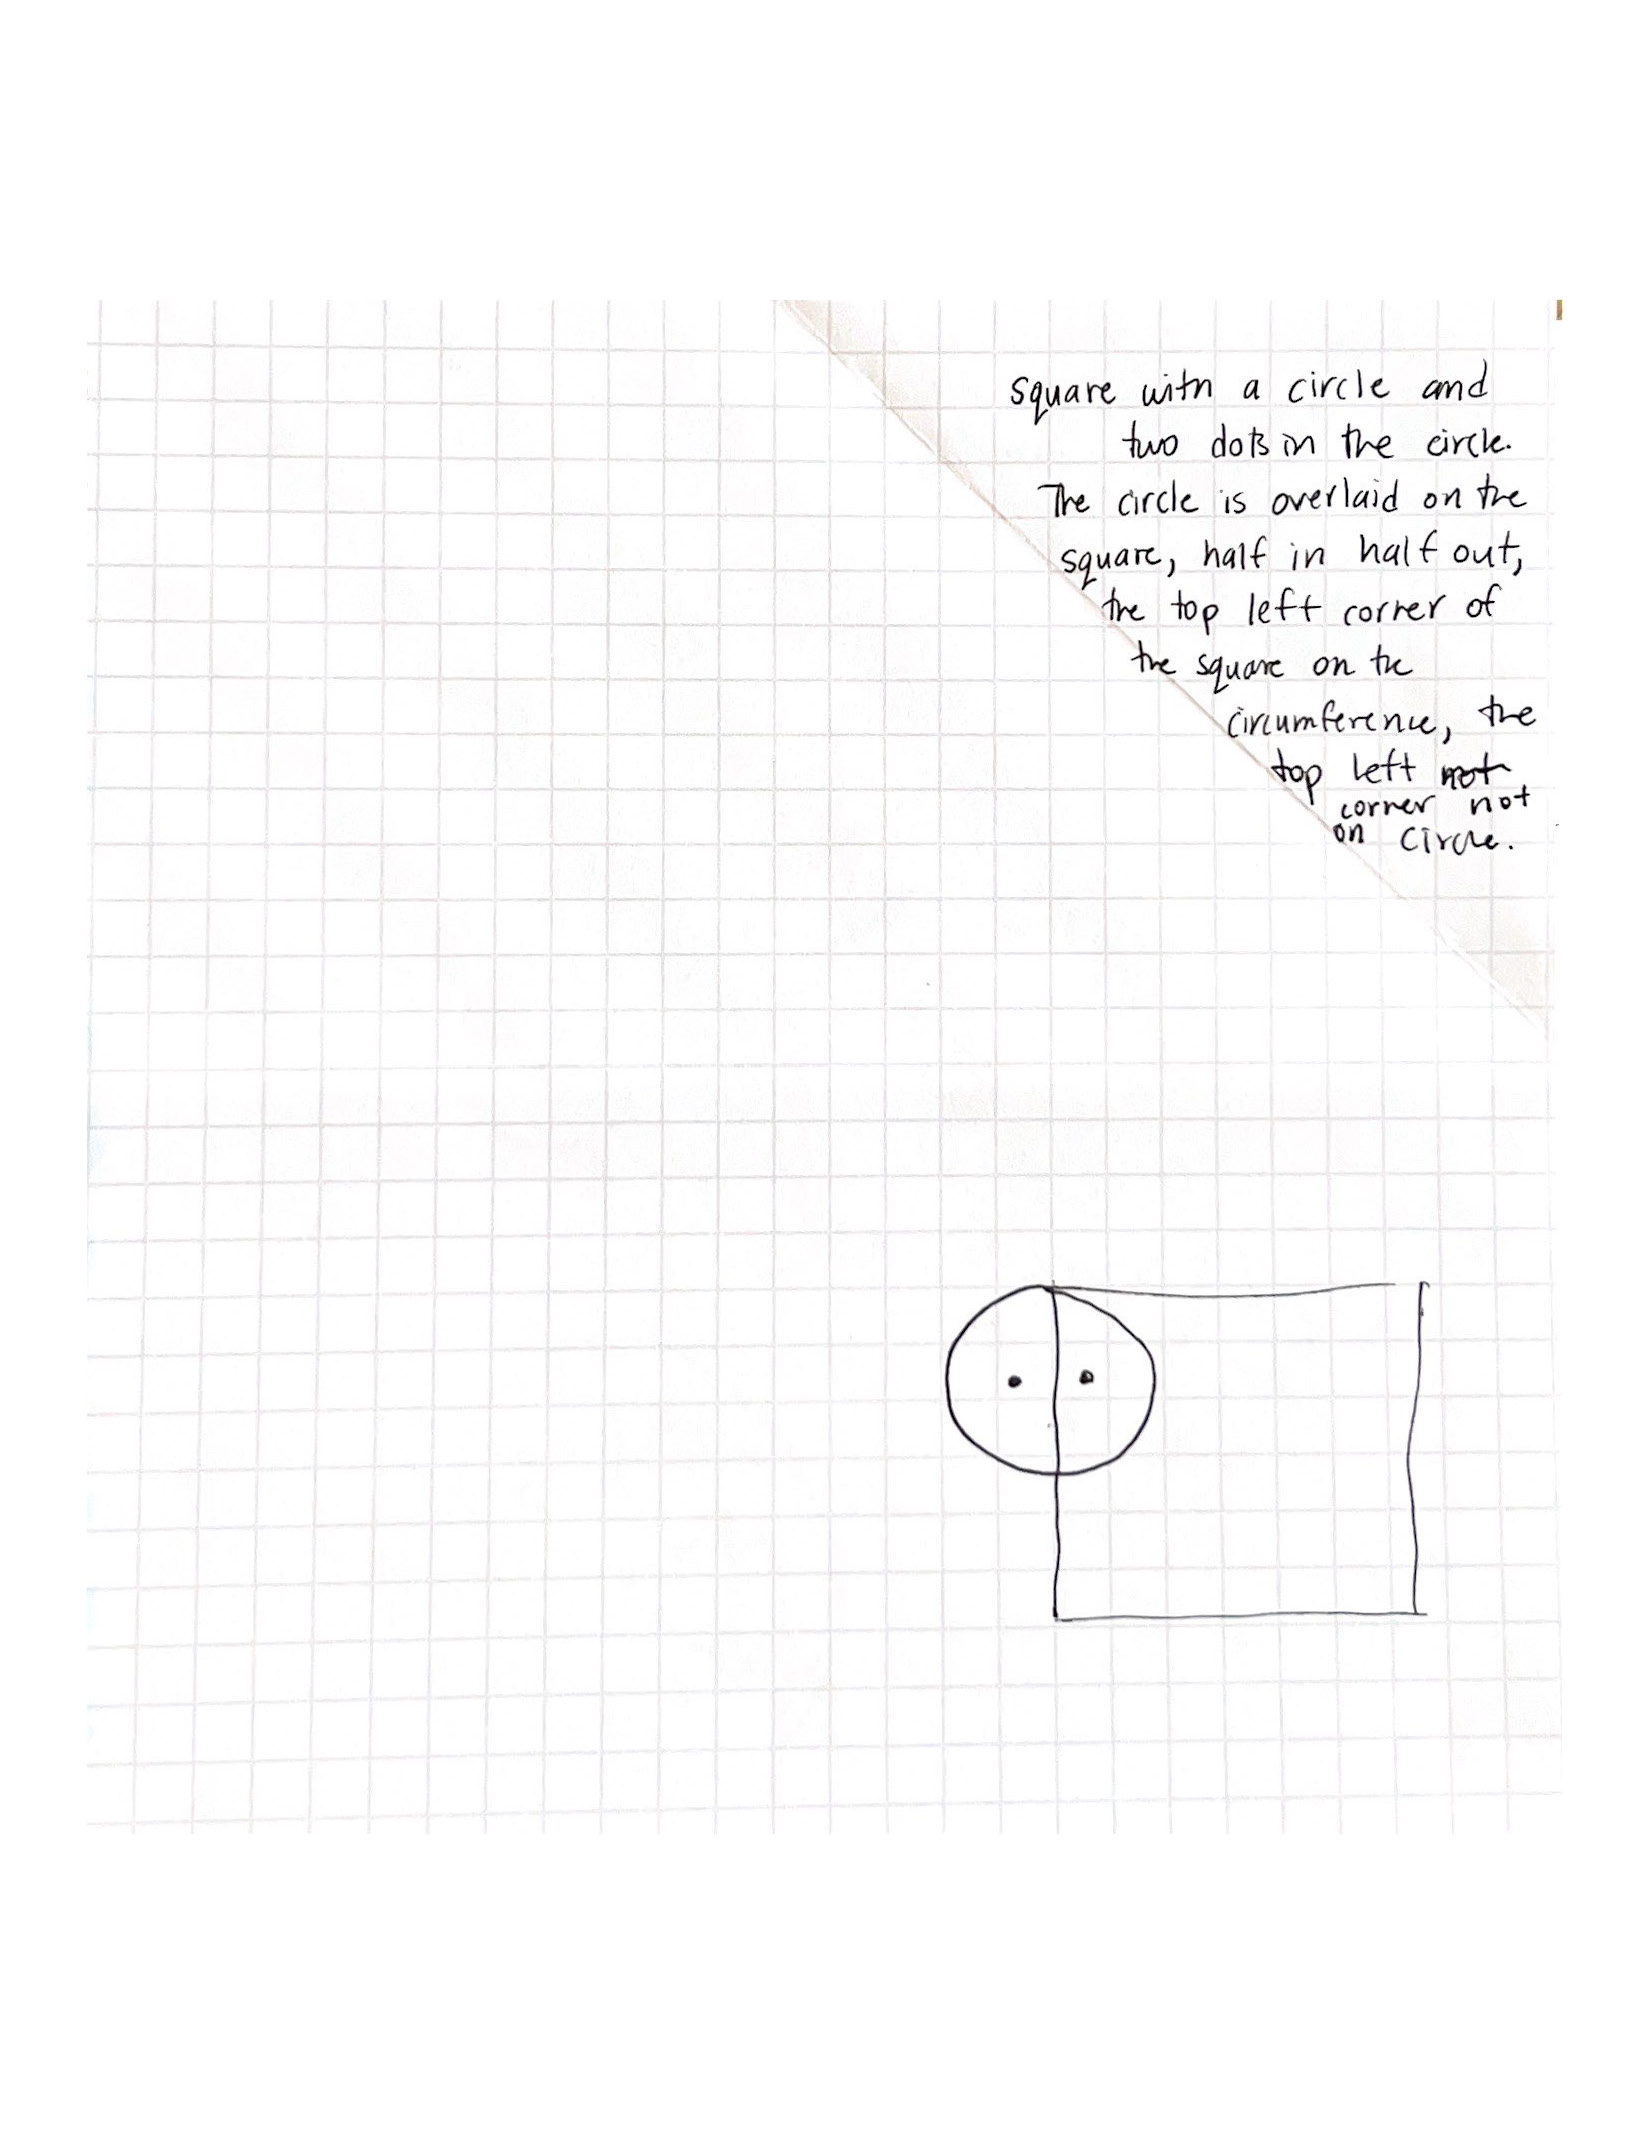 square with a circle and
two dots in the circle.
The circle is overlaid on the
square, half in half out,
the top left corner of
the square on the
circumference, the
top left not
corner not
on circle.